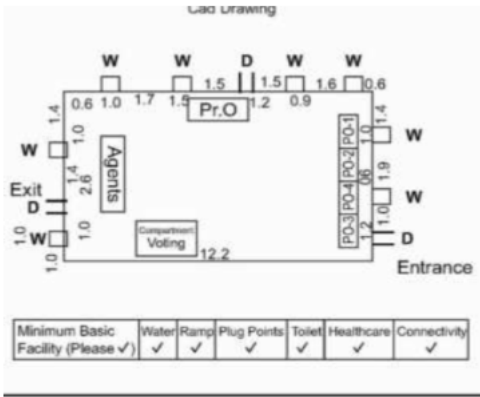 Cad Drawing
W W D W W
1.5 1.5 1.6 0.6
0.6 1.0 1.7 1.5 1.2 0.9
Pr.O
1.4
1.0
W
Agents
1.4
2.6
Exit
D
1.0
W
1.0
1.0
Compartment
Voting
12.2
PO-1
PO-2
PO-4
PO-3
1.4
1.0
W
1.9
W
1.0
1.2
D
Entrance
Minimum Basic Facility (Please ✓) Water Ramp Plug Points Toilet Healthcare Connectivity
✓ ✓ ✓ ✓ ✓ ✓